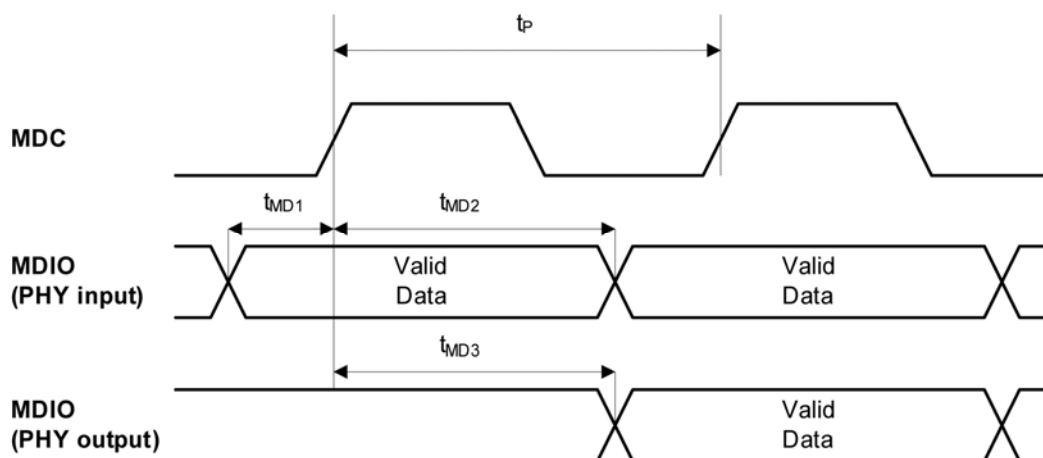 tP
MDC
tMD1
tMD2
MDIO
(PHY input)
Valid
Data
Valid
Data
tMD3
MDIO
(PHY output)
Valid
Data